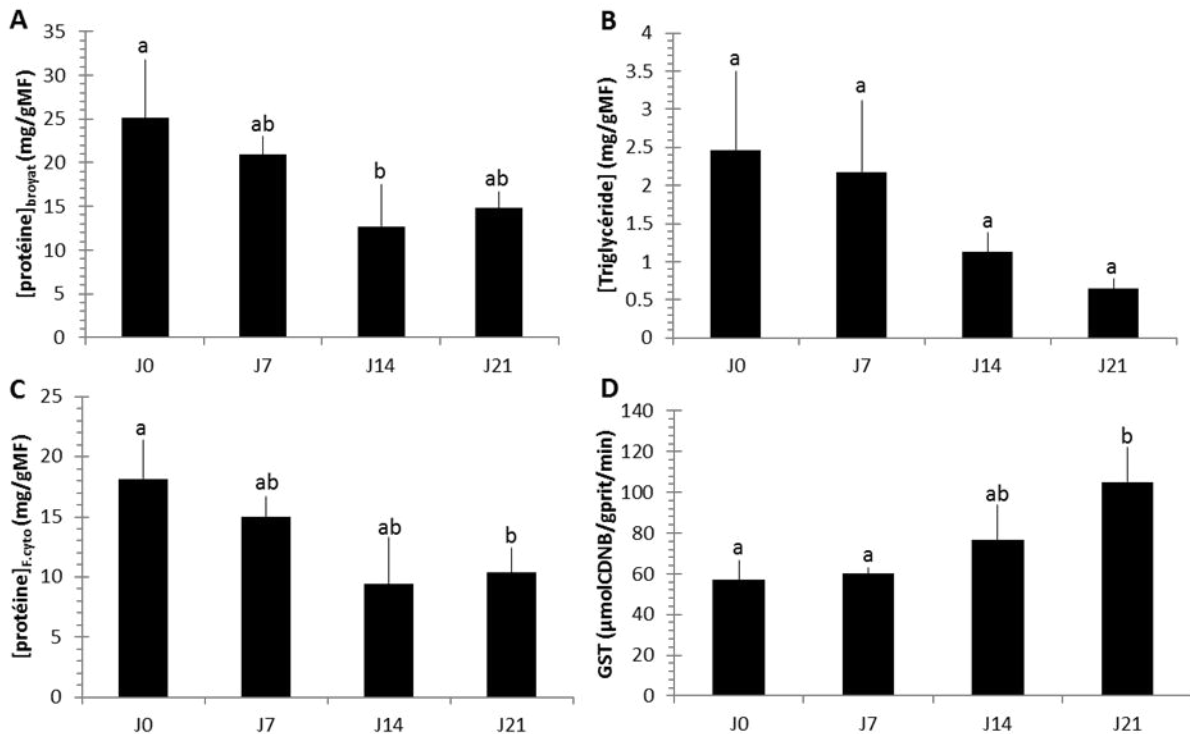 A
[protéine]broyat (mg/gMF)
35
30
25
20
15
10
5
0
a
ab
b
ab
J0
J7
J14
J21
B
[Triglycéride] (mg/gMF)
4
3.5
3
2.5
2
1.5
1
0.5
0
a
a
a
a
J0
J7
J14
J21
C
[protéine]F.cyto (mg/gMF)
25
20
15
10
5
0
a
ab
ab
b
J0
J7
J14
J21
D
GST (µmolCDNB/gprit/min)
140
120
100
80
60
40
20
0
a
a
ab
b
J0
J7
J14
J21